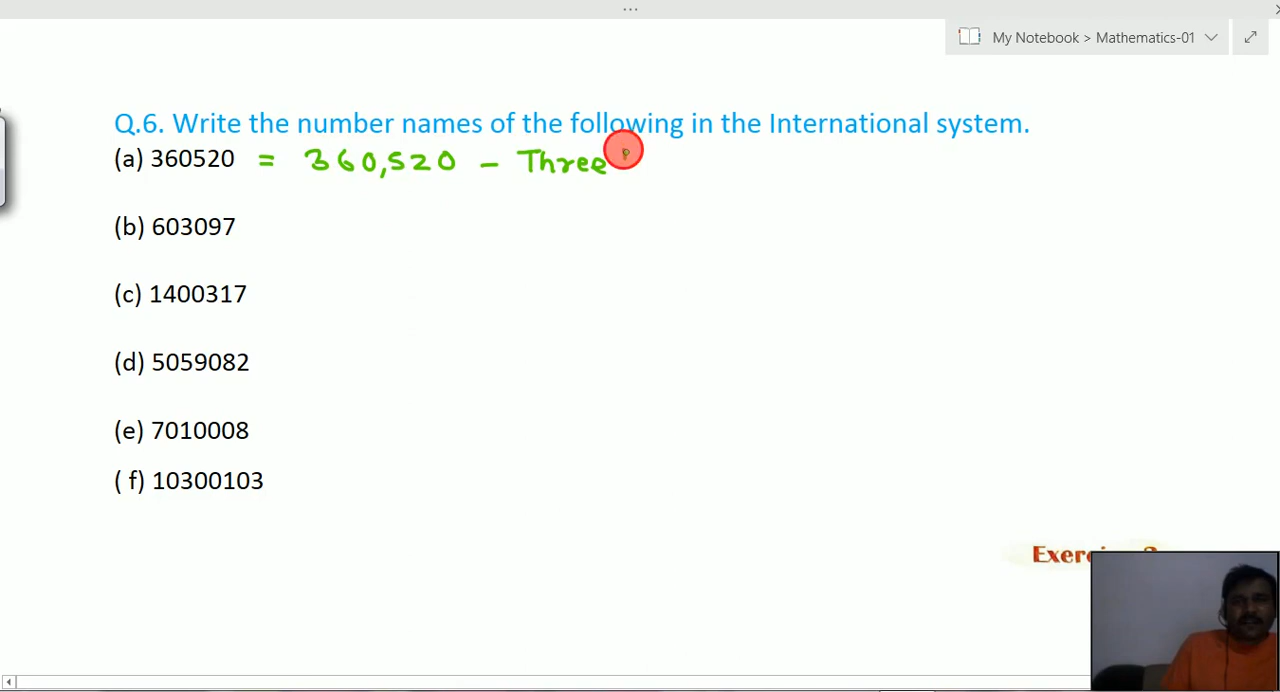 My Notebook > Mathematics-01
Q.6. Write the number names of the following in the International system.
(a) 360520 = 360,520 – Three
(b) 603097
(c) 1400317
(d) 5059082
(e) 7010008
( f) 10300103